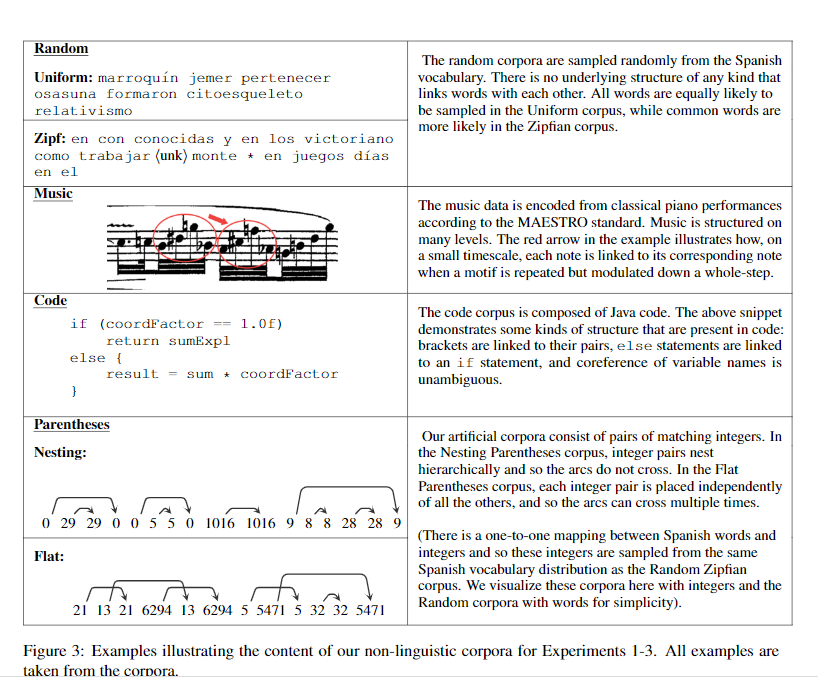 Random
Uniform: marroquín jemer pertenecer
osasuna formaron citoesqueleto
relativismo
The random corpora are sampled randomly from the Spanish
vocabulary. There is no underlying structure of any kind that
links words with each other. All words are equally likely to
be sampled in the Uniform corpus, while common words are
more likely in the Zipfian corpus.
Zipf: en con conocidas y en los victoriano
como trabajar ⟨unk⟩ monte * en juegos días
en el
Music
The music data is encoded from classical piano performances
according to the MAESTRO standard. Music is structured on
many levels. The red arrow in the example illustrates how, on
a small timescale, each note is linked to its corresponding note
when a motif is repeated but modulated down a whole-step.
Code
if (coordFactor == 1.0f)
return sumExpl
else {
result = sum * coordFactor
}
The code corpus is composed of Java code. The above snippet
demonstrates some kinds of structure that are present in code:
brackets are linked to their pairs, else statements are linked
to an if statement, and coreference of variable names is
unambiguous.
Parentheses
Nesting:
0 29 29 0 0 5 5 0 1016 1016 9 8 8 28 28 9
Our artificial corpora consist of pairs of matching integers. In
the Nesting Parentheses corpus, integer pairs nest
hierarchically and so the arcs do not cross. In the Flat
Parentheses corpus, each integer pair is placed independently
of all the others, and so the arcs can cross multiple times.
(There is a one-to-one mapping between Spanish words and
integers and so these integers are sampled from the same
Spanish vocabulary distribution as the Random Zipfian
corpus. We visualize these corpora here with integers and the
Random corpora with words for simplicity).
Flat:
21 13 21 6294 13 6294 5 5471 5 32 32 5471
Figure 3: Examples illustrating the content of our non-linguistic corpora for Experiments 1-3. All examples are
taken from the corpora.